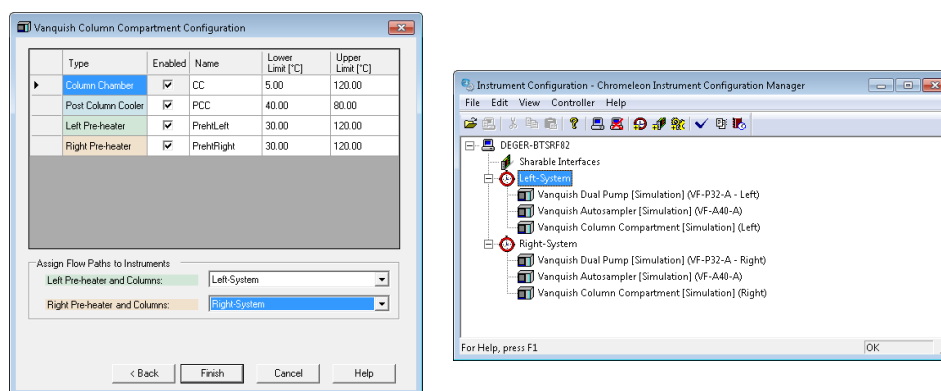 Vanquish Column Compartment Configuration
Type Enabled Name Lower Limit [°C] Upper Limit [°C]
Column Chamber CC 5.00 120.00
Post Column Cooler PCC 40.00 80.00
Left Pre-heater PrehtLeft 30.00 120.00
Right Pre-heater PrehtRight 30.00 120.00
Assign Flow Paths to Instruments
Left Pre-heater and Columns: Left-System
Right Pre-heater and Columns: Right-System
< Back Finish Cancel Help
Instrument Configuration - Chromeleon Instrument Configuration Manager
File Edit View Controller Help
DEGER-BTSRF82
Sharable Interfaces
Left-System
Vanquish Dual Pump [Simulation] (VF-P32-A - Left)
Vanquish Autosampler [Simulation] (VF-A40-A)
Vanquish Column Compartment [Simulation] (Left)
Right-System
Vanquish Dual Pump [Simulation] (VF-P32-A - Right)
Vanquish Autosampler [Simulation] (VF-A40-A)
Vanquish Column Compartment [Simulation] (Right)
For Help, press F1 OK